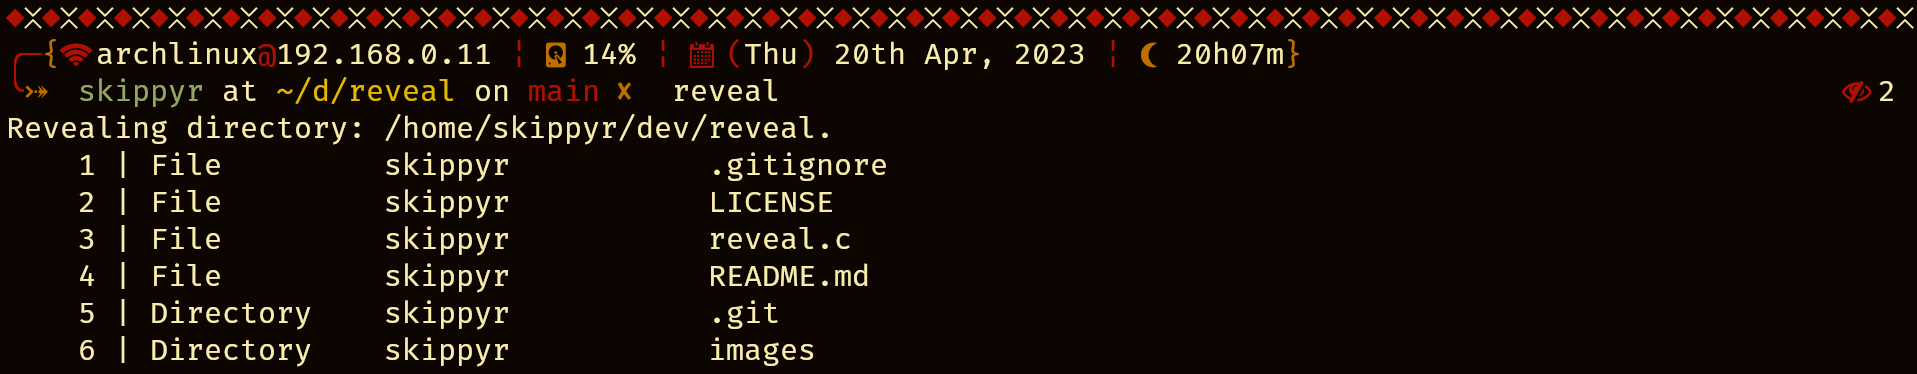 {archlinux@192.168.0.11 ¦ 14% ¦ (Thu) 20th Apr, 2023 ¦ 20h07m}
skippyr at ~/d/reveal on main ✗ reveal 2
Revealing directory: /home/skippyr/dev/reveal.
1 | File skippyr .gitignore
2 | File skippyr LICENSE
3 | File skippyr reveal.c
4 | File skippyr README.md
5 | Directory skippyr .git
6 | Directory skippyr images